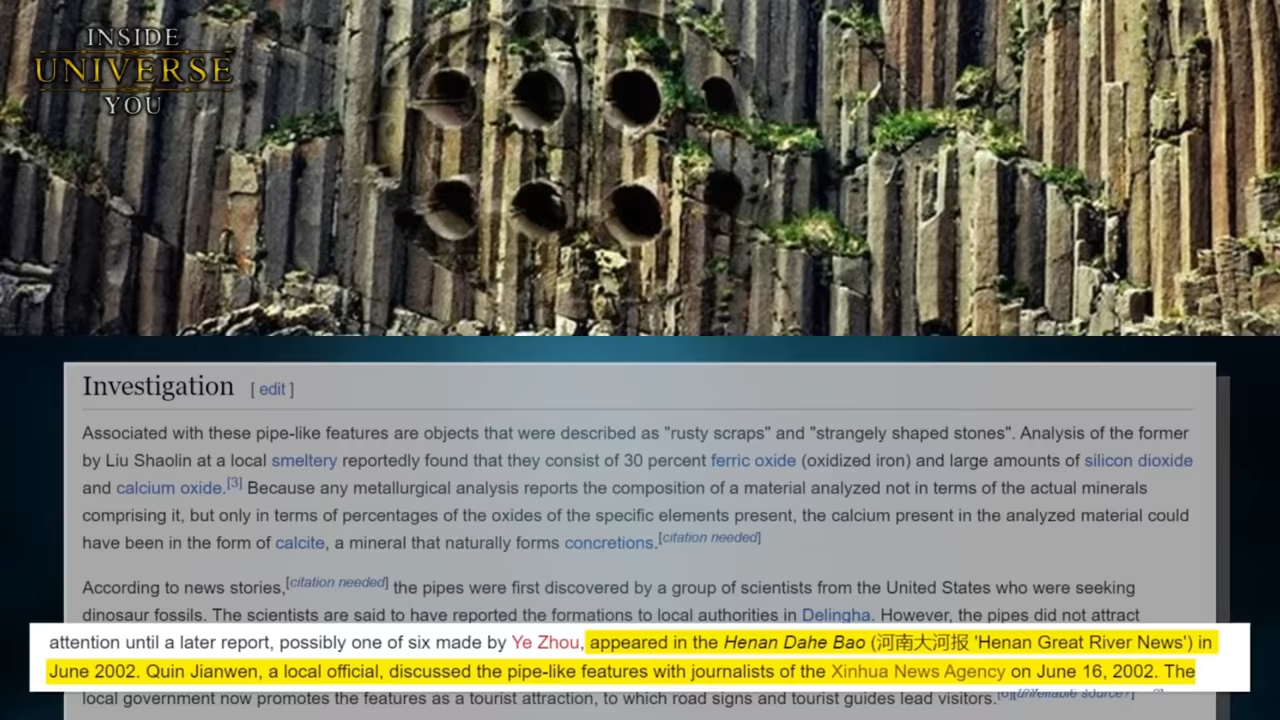 INSIDE
UNIVERSE
YOU
Investigation [ edit ]
Associated with these pipe-like features are objects that were described as "rusty scraps" and "strangely shaped stones". Analysis of the former
by Liu Shaolin at a local smeltery reportedly found that they consist of 30 percent ferric oxide (oxidized iron) and large amounts of silicon dioxide
and calcium oxide.[3] Because any metallurgical analysis reports the composition of a material analyzed not in terms of the actual minerals
comprising it, but only in terms of percentages of the oxides of the specific elements present, the calcium present in the analyzed material could
have been in the form of calcite, a mineral that naturally forms concretions.[citation needed]
According to news stories,[citation needed] the pipes were first discovered by a group of scientists from the United States who were seeking
dinosaur fossils. The scientists are said to have reported the formations to local authorities in Delingha. However, the pipes did not attract
attention until a later report, possibly one of six made by Ye Zhou, appeared in the Henan Dahe Bao (河南大河报 'Henan Great River News') in
June 2002. Quin Jianwen, a local official, discussed the pipe-like features with journalists of the Xinhua News Agency on June 16, 2002. The
local government now promotes the features as a tourist attraction, to which road signs and tourist guides lead visitors.